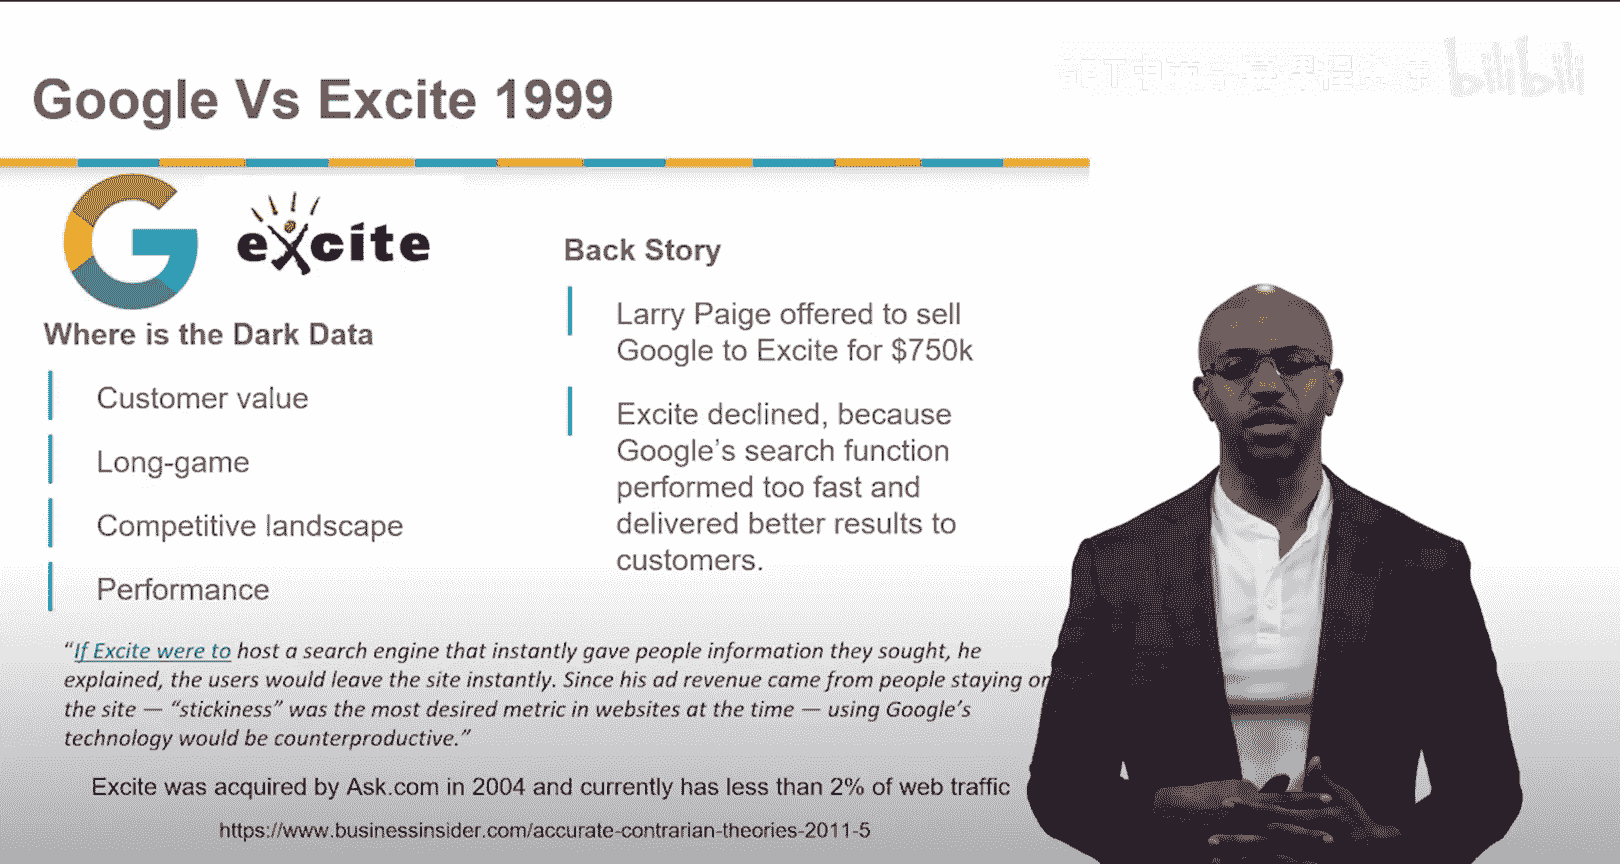 Google Vs Excite 1999
bilibili
excite
Where is the Dark Data
Customer value
Long-game
Competitive landscape
Performance
Back Story
Larry Paige offered to sell
Google to Excite for $750k
Excite declined, because
Google's search function
performed too fast and
delivered better results to
customers.
"If Excite were to host a search engine that instantly gave people information they sought, he
explained, the users would leave the site instantly. Since his ad revenue came from people staying on
the site — "stickiness" was the most desired metric in websites at the time — using Google's
technology would be counterproductive."
Excite was acquired by Ask.com in 2004 and currently has less than 2% of web traffic
https://www.businessinsider.com/accurate-contrarian-theories-2011-5